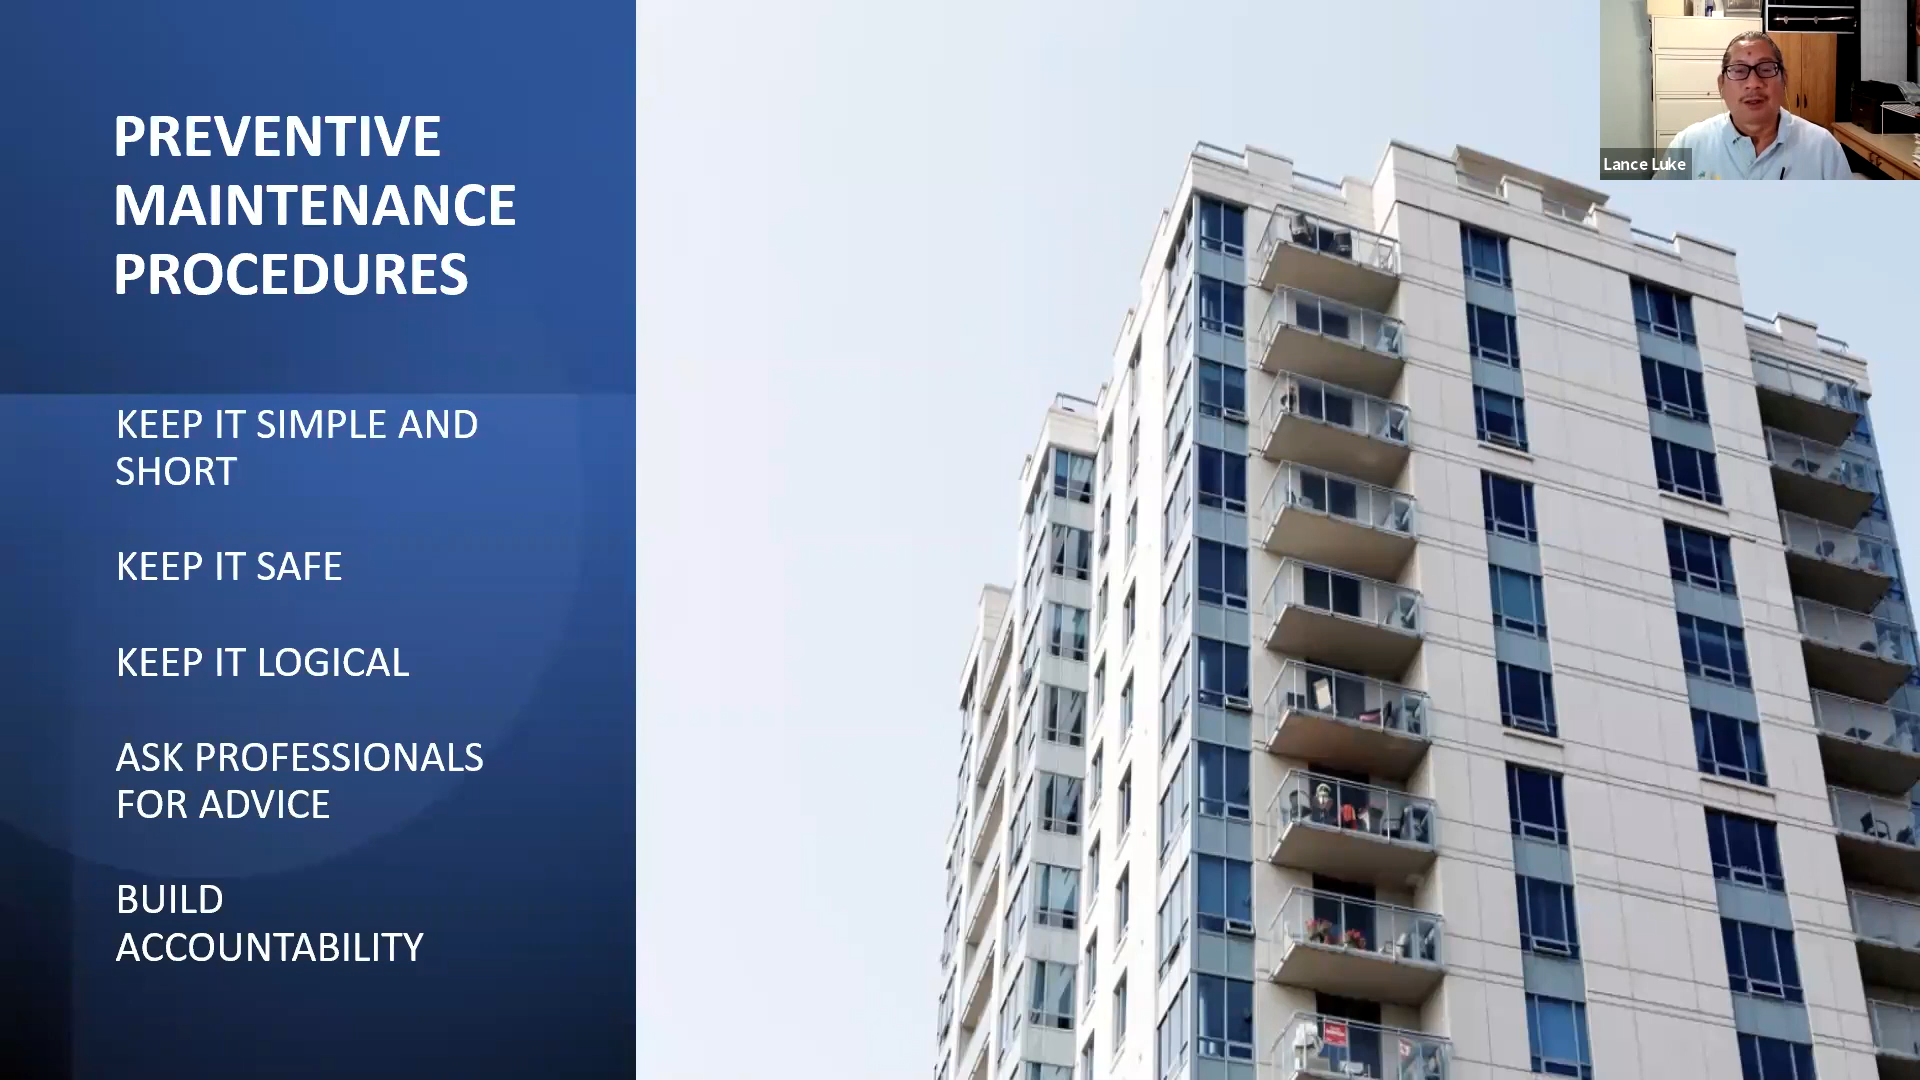 PREVENTIVE
MAINTENANCE
PROCEDURES
KEEP IT SIMPLE AND
SHORT
KEEP IT SAFE
KEEP IT LOGICAL
ASK PROFESSIONALS
FOR ADVICE
BUILD
ACCOUNTABILITY
Lance Luke